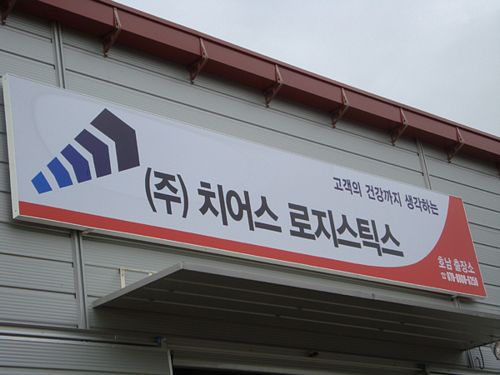 고객의 건강까지 생각하는
(주) 치어스 로지스틱스
호남 출장소